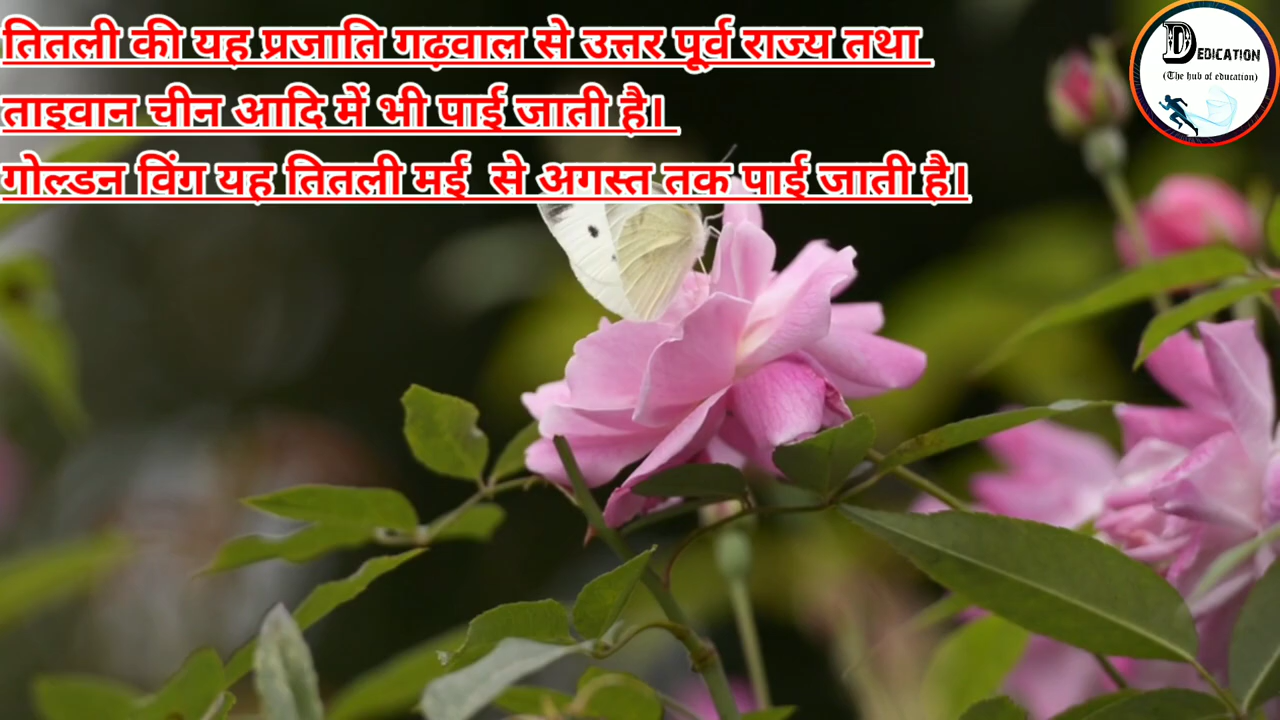 तितली की यह प्रजाति गढ़वाल से उत्तर पूर्व राज्य तथा
ताइवान चीन आदि में भी पाई जाती है।
गोल्डन विंग यह तितली मई से अगस्त तक पाई जाती है।
DEDICATION
(The hub of education)